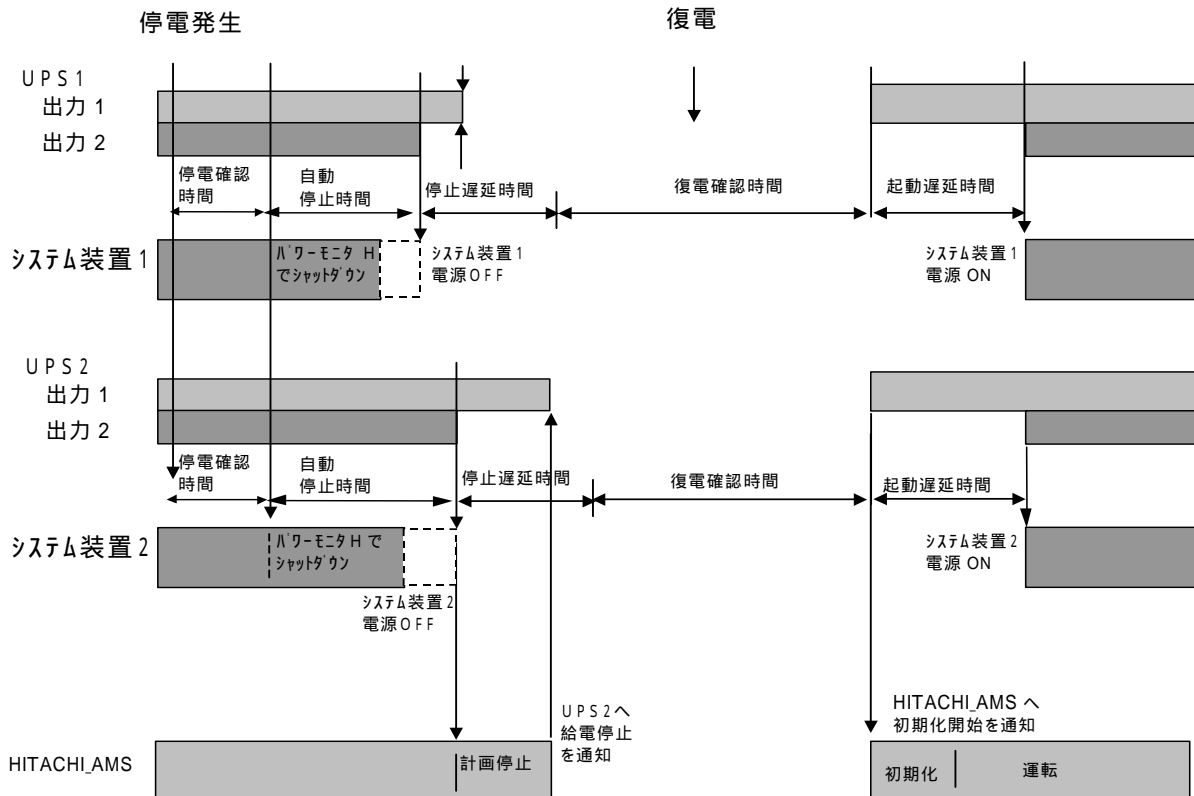 停電発生
復電
UPS1
出力 1
出力 2
停電確認
時間
自動
停止時間
停止遅延時間
復電確認時間
起動遅延時間
システム装置1
パワーモニタ H
でシャットダウン
システム装置1
電源OFF
システム装置1
電源 ON
UPS2
出力 1
出力 2
停電確認
時間
自動
停止時間
停止遅延時間
復電確認時間
起動遅延時間
システム装置2
パワーモニタ H で
シャットダウン
システム装置2
電源OFF
システム装置2
電源 ON
UPS2へ
給電停止
を通知
HITACHI_AMS へ
初期化開始を通知
HITACHI_AMS
計画停止
初期化
運転